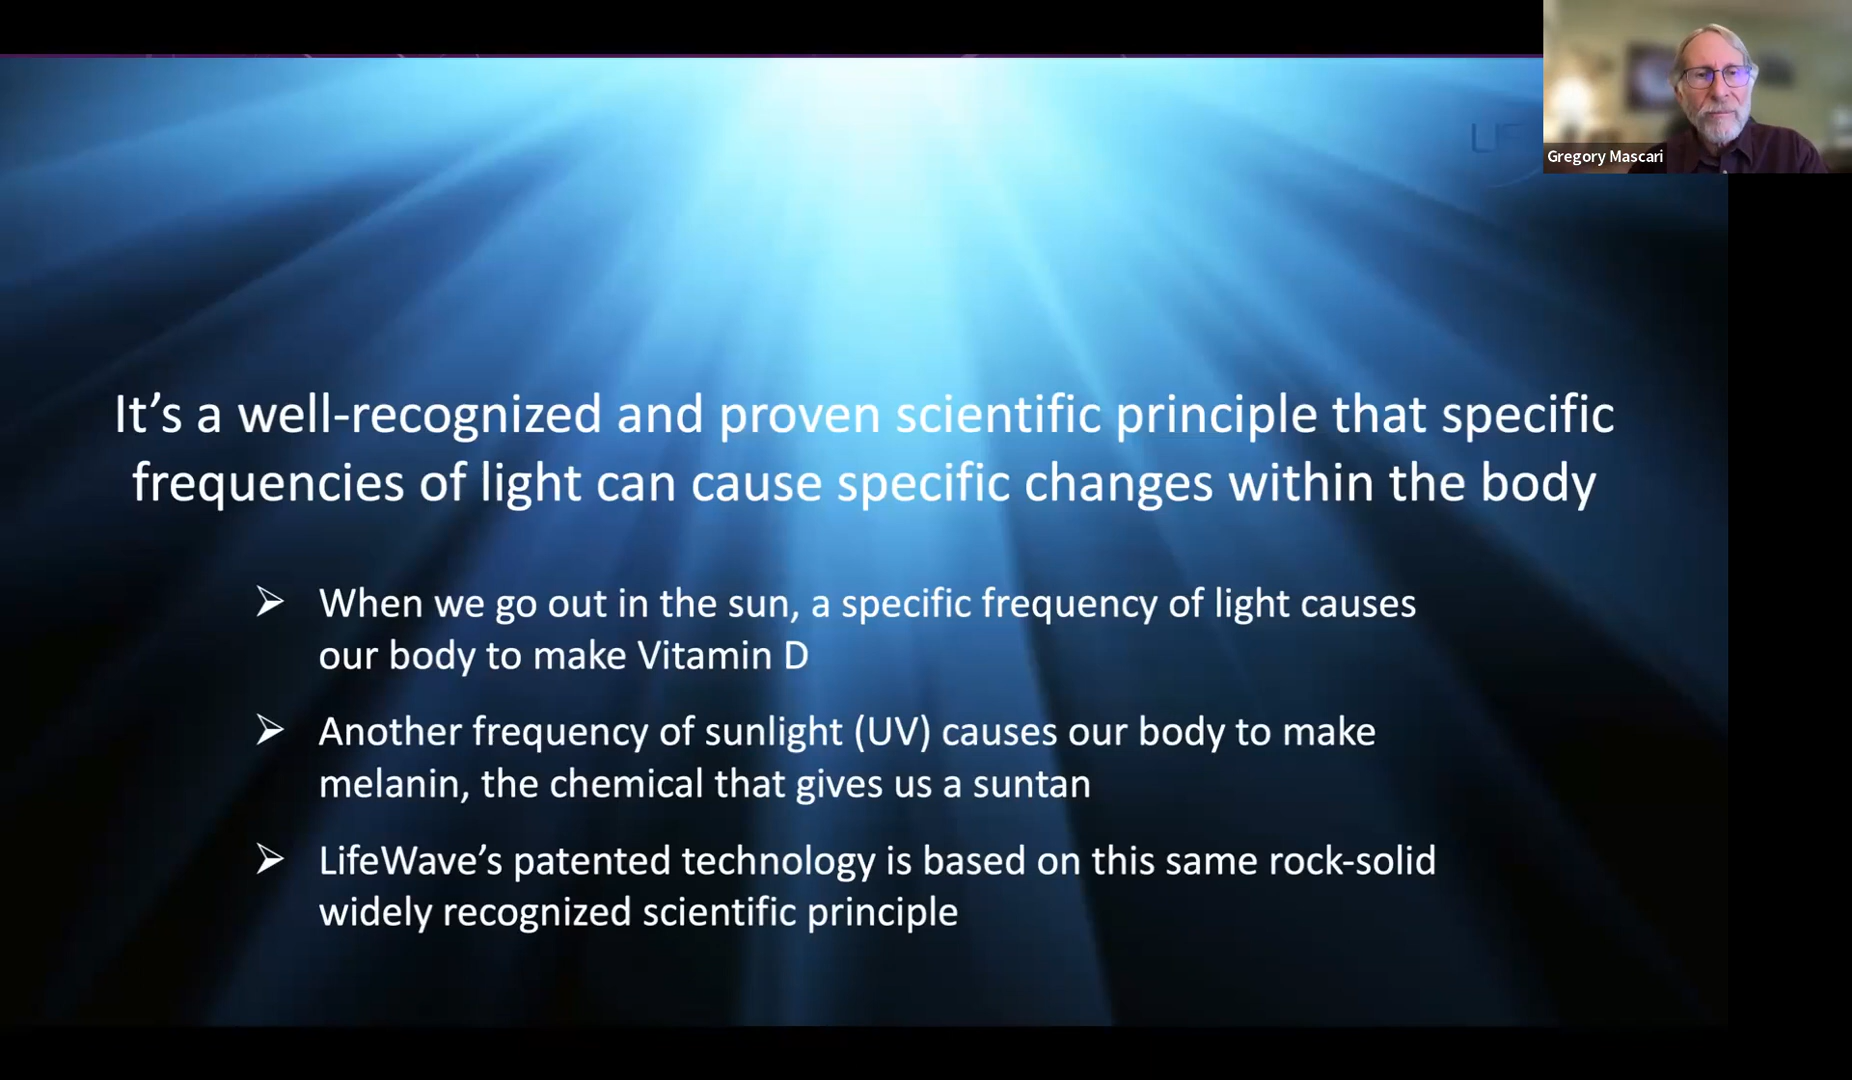 Gregory Mascari
It’s a well-recognized and proven scientific principle that specific
frequencies of light can cause specific changes within the body
➢ When we go out in the sun, a specific frequency of light causes
our body to make Vitamin D
➢ Another frequency of sunlight (UV) causes our body to make
melanin, the chemical that gives us a suntan
➢ LifeWave’s patented technology is based on this same rock-solid
widely recognized scientific principle